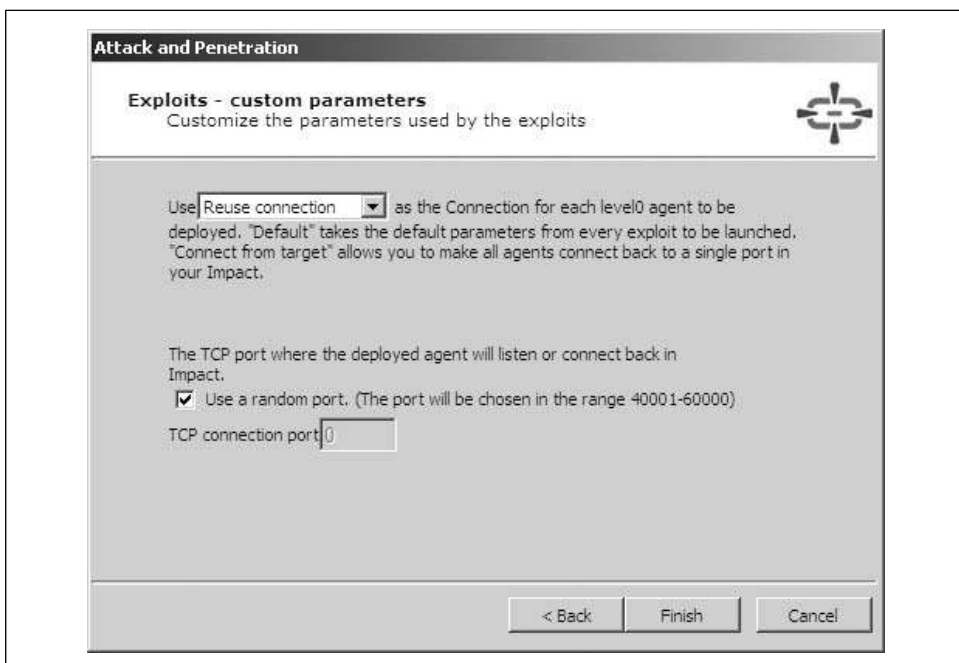 Attack and Penetration
Exploits - custom parameters
Customize the parameters used by the exploits
Use Reuse connection as the Connection for each level0 agent to be
deployed. "Default" takes the default parameters from every exploit to be launched.
"Connect from target" allows you to make all agents connect back to a single port in
your Impact.
The TCP port where the deployed agent will listen or connect back in
Impact.
Use a random port. (The port will be chosen in the range 40001-60000)
TCP connection port 0
< Back Finish Cancel